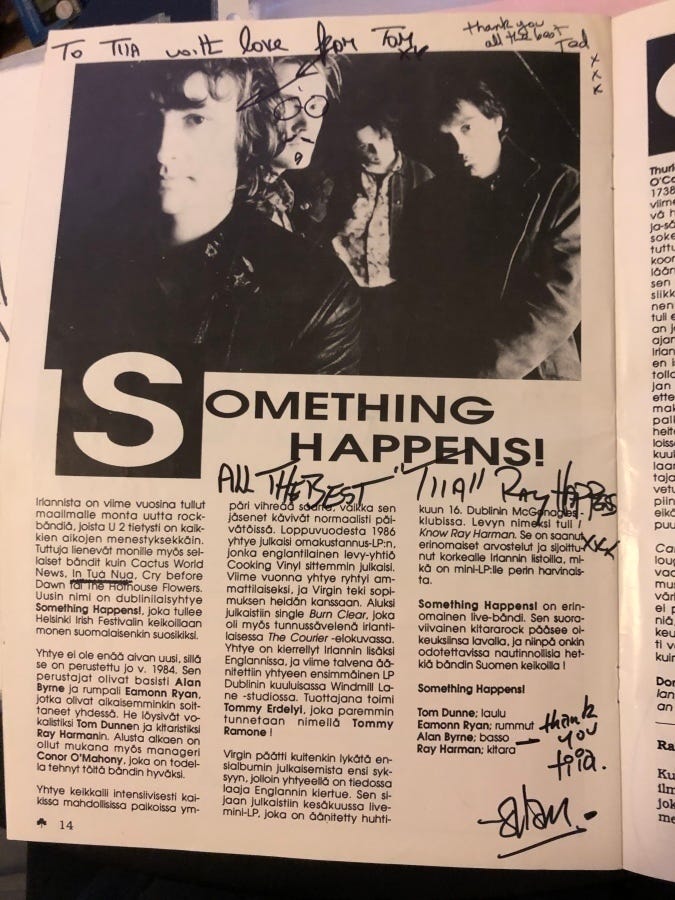 To TIIA with love from Tom xx
thank you
all the best
Ted
xxx
SOMETHING
HAPPENS!
ALL THE BEST "TIIA" RAY HAPPENS
xxx
Irlannista on viime vuosina tullut
maailmalle monta uutta rock-
bändiä, joista U 2 tietysti on kaik-
kien aikojen menestyksekkäin.
Tuttuja lienevät monille myös sel-
laiset bändit kuin Cactus World
News, In Tua Nua, Cry before
Dawn tai The Hothouse Flowers.
Uusin nimi on dublinilaisyhtye
Something Happens!, joka tullee
Helsinki Irish Festivalin keikoillaan
monen suomalaisenkin suosikiksi.
Yhtye ei ole enää aivan uusi, sillä
se on perustettu jo v. 1984. Sen
perustajat olivat basisti Alan
Byrne ja rumpali Eamonn Ryan,
jotka olivat aikaisemminkin soit-
taneet yhdessä. He löysivät vo-
kalistiksi Tom Dunnen ja kitaristiksi
Ray Harmanin. Alusta alkaen on
ollut mukana myös manageri
Conor O'Mahony, joka on todel-
la tehnyt töitä bändin hyväksi.
Yhtye keikkaili intensiivisesti kai-
kissa mahdollisissa paikoissa ym-
päri vihreää saarta, vaikka sen
jäsenet kävivät normaalisti päi-
vätöissä. Loppuvuodesta 1986
yhtye julkaisi omakustannus-LP:n,
jonka englantilainen levy-yhtiö
Cooking Vinyl sittemmin julkaisi.
Viime vuonna yhtye ryhtyi am-
mattilaiseksi, ja Virgin teki sopi-
muksen heidän kanssaan. Aluksi
julkaistiin single Burn Clear, joka
oli myös tunnussävelenä irlanti-
laisessa The Courier -elokuvassa.
Yhtye on kierrellyt Irlannin lisäksi
Englannissa, ja viime talvena ää-
nitettiin yhtyeen ensimmäinen LP
Dublinin kuuluisassa Windmill La-
ne -studiossa. Tuottajana toimi
Tommy Erdelyi, joka paremmin
tunnetaan nimellä Tommy
Ramone !
Virgin päätti kuitenkin lykätä en-
sialbumin julkaisemista ensi syk-
syyn, jolloin yhtyeellä on tiedossa
laaja Englannin kiertue. Sen si-
jaan julkaistiin kesäkuussa live-
mini-LP, joka on äänitetty huhti-
kuun 16. Dublinin McGonagles-
klubissa. Levyn nimeksi tuli I
Know Ray Harman. Se on saanut
erinomaiset arvostelut ja sijoittu-
nut korkealle Irlannin listoilla, mi-
kä on mini-LP:lle perin harvinais-
ta.
Something Happens! on erin-
omainen live-bändi. Sen suora-
viivainen kitararock pääsee oi-
keuksiinsa lavalla, ja niinpä onkin
odotettavissa nautinnollisia het-
kiä bändin Suomen keikoilla !
Something Happens!
Tom Dunne; laulu
Eamonn Ryan; rummut
Alan Byrne; basso
Ray Harman; kitara
thank
you
tiia.
Alan.
14